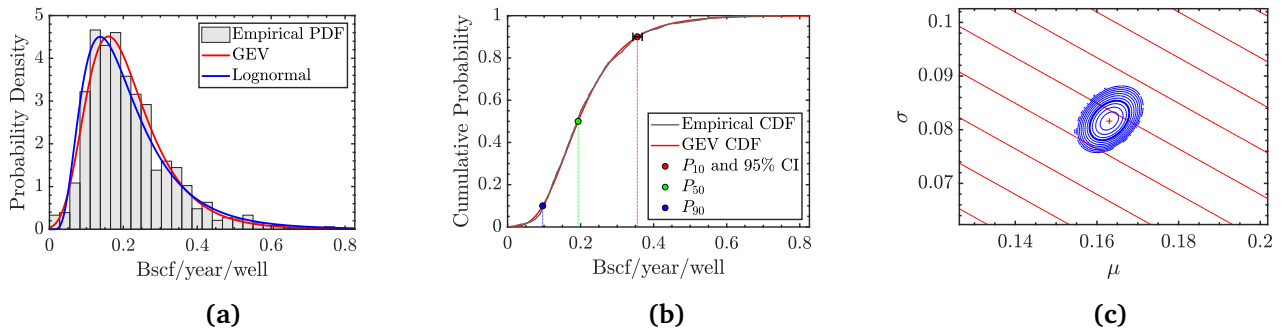 Probability Density
5
4
3
2
1
0
0
0.2
0.4
0.6
0.8
Empirical PDF
GEV
Lognormal
Bscf/year/well
(a)
Cumulative Probability
1
0.8
0.6
0.4
0.2
0
0
0.2
0.4
0.6
0.8
Empirical CDF
GEV CDF
P10 and 95% CI
P50
P90
Bscf/year/well
(b)
σ
0.1
0.09
0.08
0.07
0.14
0.16
0.18
0.2
μ
(c)